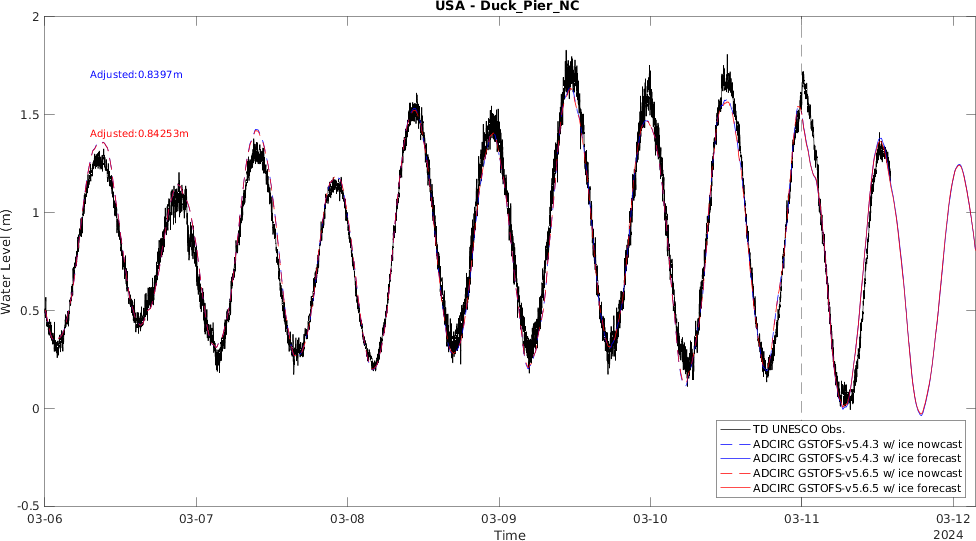 USA - Duck_Pier_NC
2
Adjusted:0.8397m
1.5
Adjusted:0.84253m
1
Water Level (m)
0.5
0
-0.5
TD UNESCO Obs.
ADCIRC GSTOFS-v5.4.3 w/ ice nowcast
ADCIRC GSTOFS-v5.4.3 w/ ice forecast
ADCIRC GSTOFS-v5.6.5 w/ ice nowcast
ADCIRC GSTOFS-v5.6.5 w/ ice forecast
03-06 03-07 03-08 03-09 03-10 03-11 03-12
Time
2024